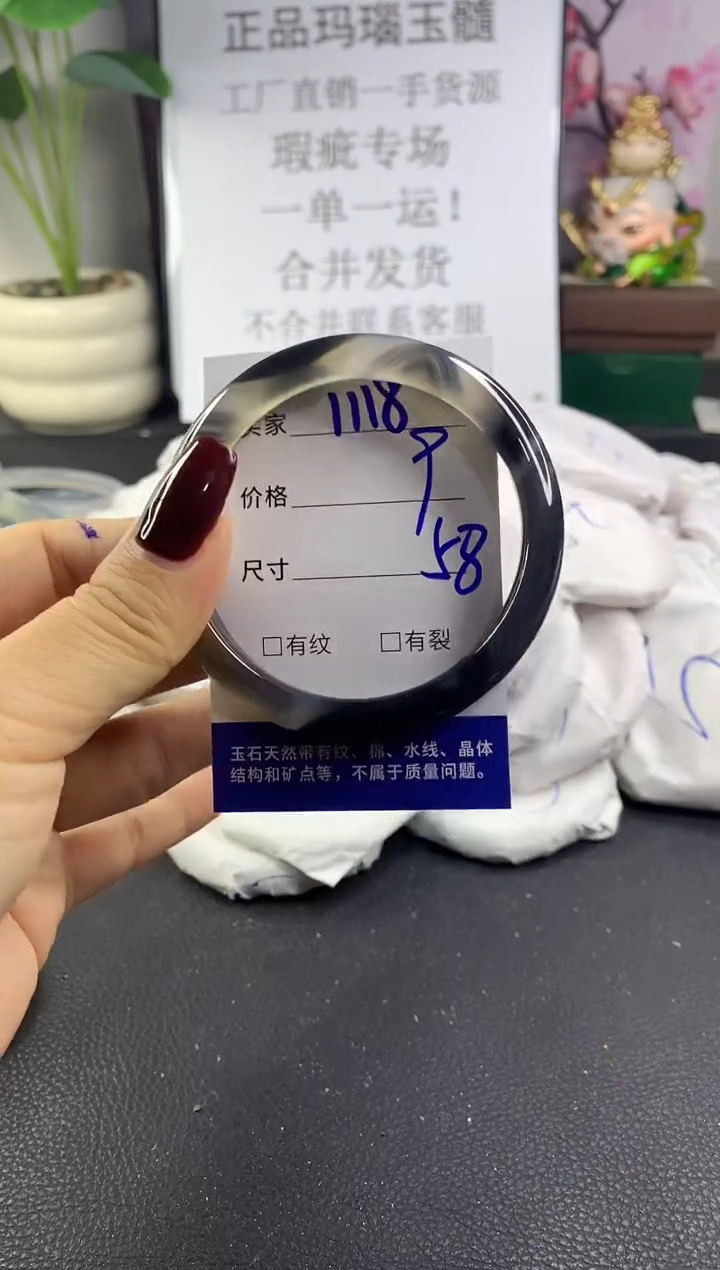 正品玛瑙玉髓
工厂直销一手货源
瑕疵专场
一单一运！
合并发货
不合并联系客服
家 1118
价格
尺寸 58
□有纹 □有裂
玉石天然带有纹、棉、水线、晶体
结构和矿点等，不属于质量问题。